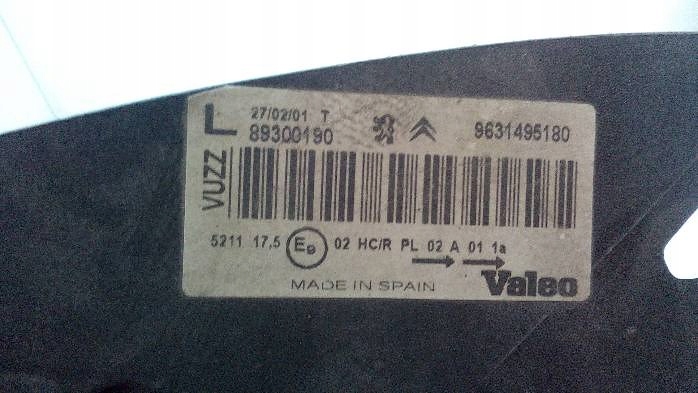 L 27/02/01 T
89300190 9631495180
VUZZ
5211 17,5 E9 02 HC/R PL 02 A 01 1a
MADE IN SPAIN
Valeo